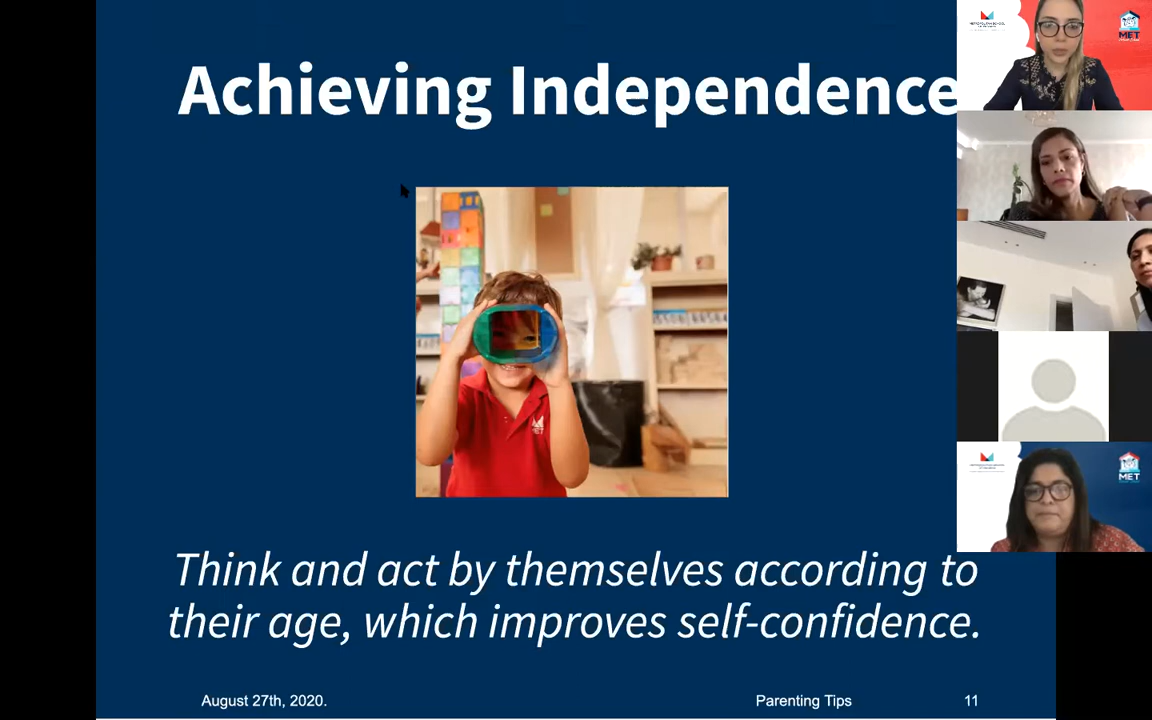 Achieving Independence
MET
MET
Think and act by themselves according to
their age, which improves self-confidence.
MET
August 27th, 2020.
Parenting Tips
11